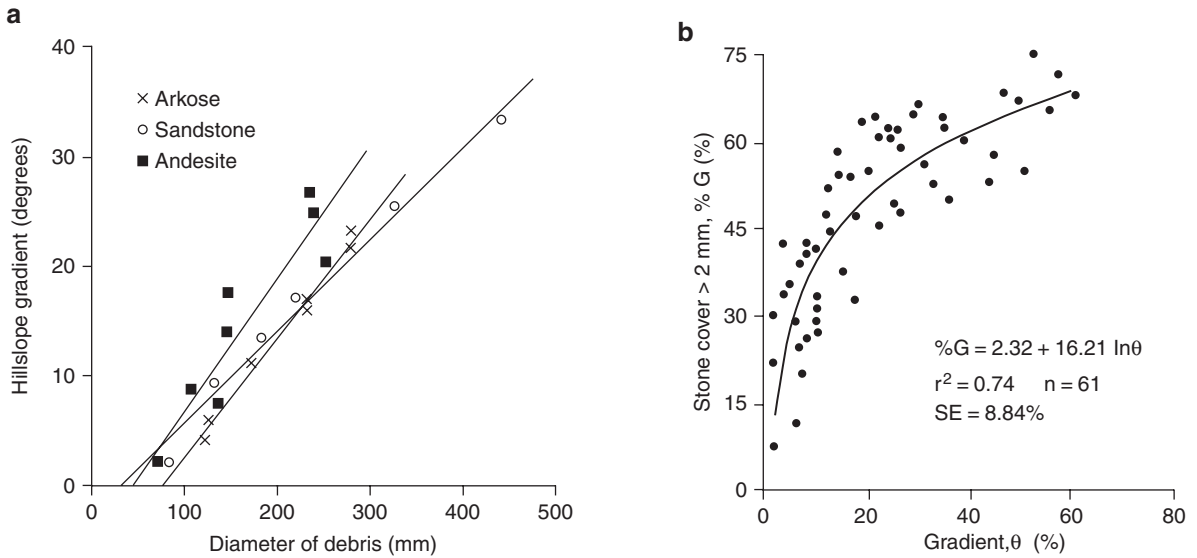 a
40
30
20
10
0
Hillslope gradient (degrees)
Arkose
Sandstone
Andesite
0 100 200 300 400 500
Diameter of debris (mm)
b
75
60
45
30
15
0
Stone cover > 2 mm, % G (%)
%G = 2.32 + 16.21 lnθ
r² = 0.74 n = 61
SE = 8.84%
0 20 40 60 80
Gradient,θ (%)